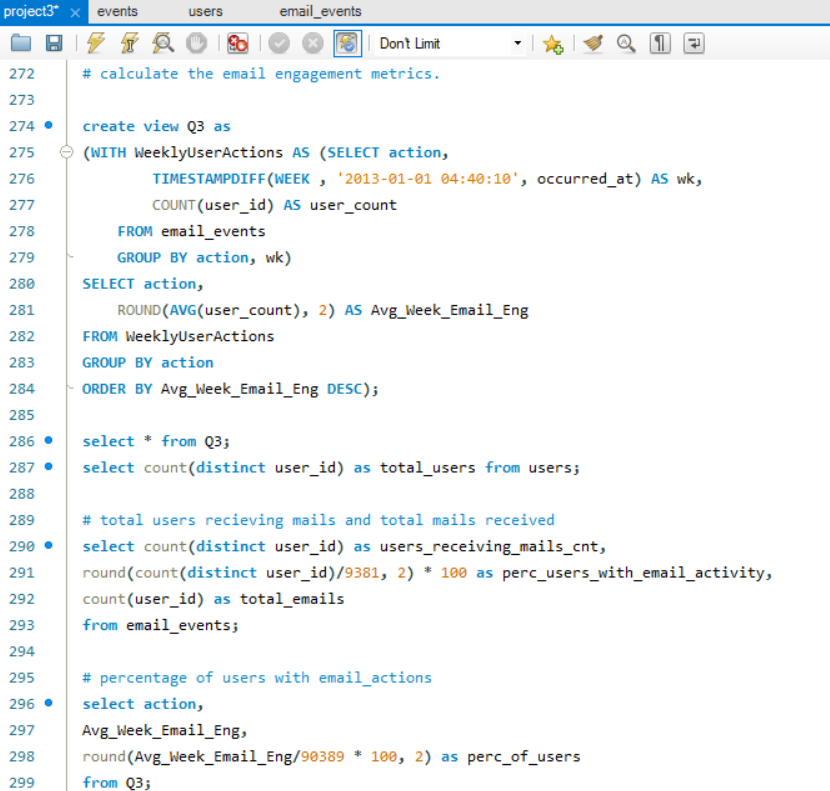 project3* × events users email_events
Don't Limit
272 # calculate the email engagement metrics.
273
274 create view Q3 as
275 (WITH WeeklyUserActions AS (SELECT action,
276 TIMESTAMPDIFF(WEEK , '2013-01-01 04:40:10', occurred_at) AS wk,
277 COUNT(user_id) AS user_count
278 FROM email_events
279 GROUP BY action, wk)
280 SELECT action,
281 ROUND(AVG(user_count), 2) AS Avg_Week_Email_Eng
282 FROM WeeklyUserActions
283 GROUP BY action
284 ORDER BY Avg_Week_Email_Eng DESC);
285
286 select * from Q3;
287 select count(distinct user_id) as total_users from users;
288
289 # total users recieving mails and total mails received
290 select count(distinct user_id) as users_receiving_mails_cnt,
291 round(count(distinct user_id)/9381, 2) * 100 as perc_users_with_email_activity,
292 count(user_id) as total_emails
293 from email_events;
294
295 # percentage of users with email_actions
296 select action,
297 Avg_Week_Email_Eng,
298 round(Avg_Week_Email_Eng/90389 * 100, 2) as perc_of_users
299 from Q3;